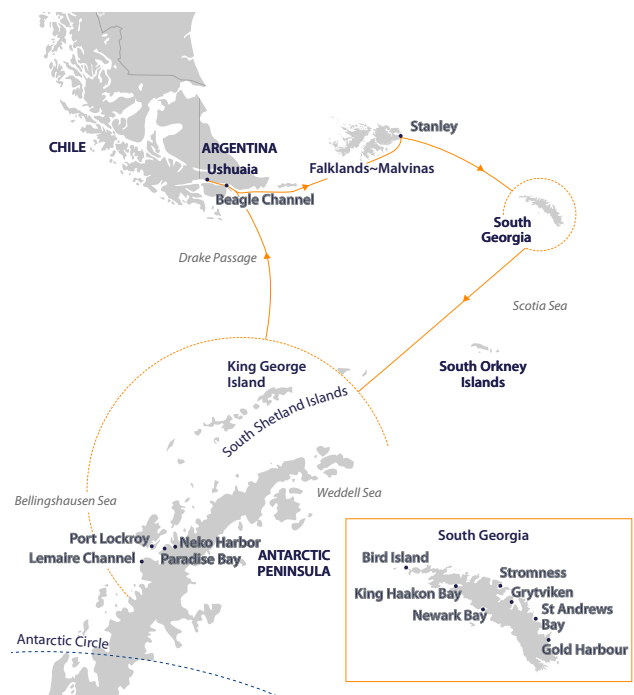 Stanley
CHILE
ARGENTINA
Ushuaia
Falklands~Malvinas
Beagle Channel
South
Georgia
Drake Passage
Scotia Sea
King George
Island
South Orkney
Islands
South Shetland Islands
Weddell Sea
Bellingshausen Sea
Port Lockroy
Neko Harbor
Lemaire Channel
Paradise Bay
ANTARCTIC
PENINSULA
Antarctic Circle
South Georgia
Bird Island
Stromness
King Haakon Bay
Grytviken
Newark Bay
St Andrews
Bay
Gold Harbour